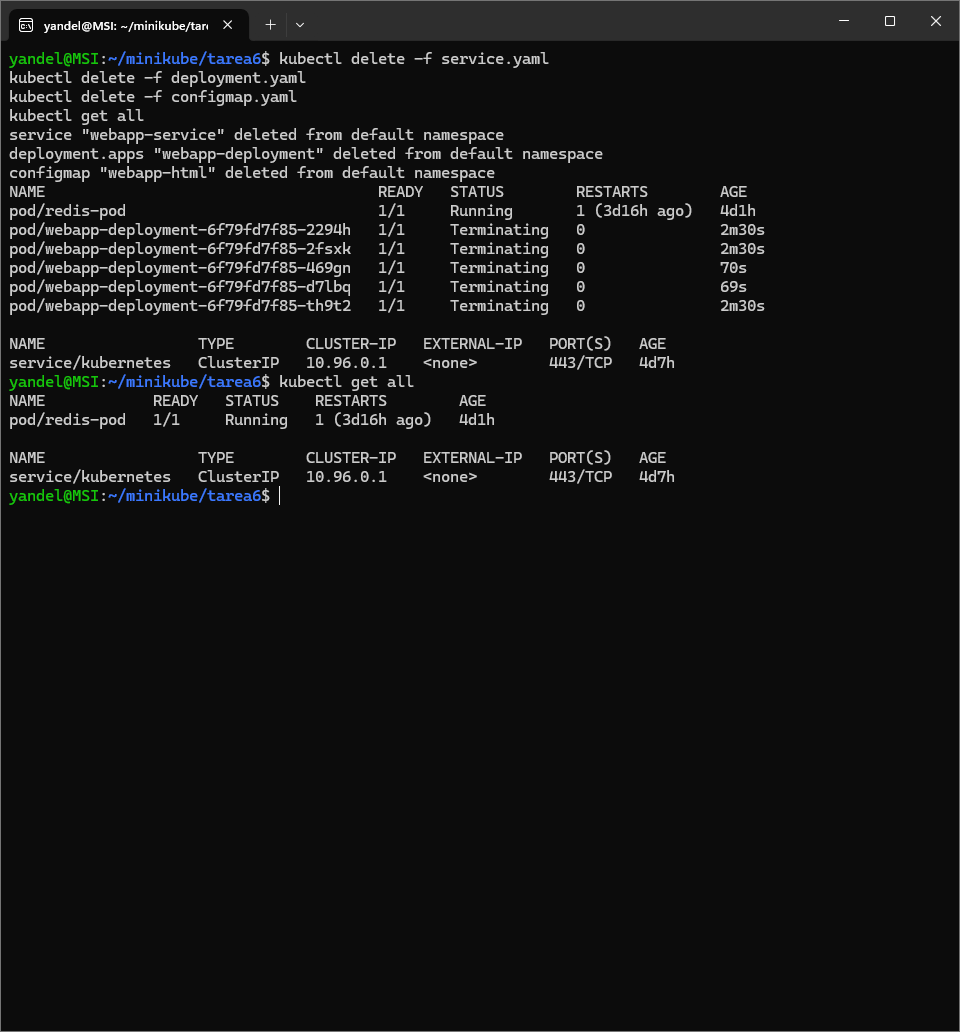 yandel@MSI: ~/minikube/tar
yandel@MSI:~/minikube/tarea6$ kubectl delete -f service.yaml
kubectl delete -f deployment.yaml
kubectl delete -f configmap.yaml
kubectl get all
service "webapp-service" deleted from default namespace
deployment.apps "webapp-deployment" deleted from default namespace
configmap "webapp-html" deleted from default namespace
NAME READY STATUS RESTARTS AGE
pod/redis-pod 1/1 Running 1 (3d16h ago) 4d1h
pod/webapp-deployment-6f79fd7f85-2294h 1/1 Terminating 0 2m30s
pod/webapp-deployment-6f79fd7f85-2fsxk 1/1 Terminating 0 2m30s
pod/webapp-deployment-6f79fd7f85-469gn 1/1 Terminating 0 70s
pod/webapp-deployment-6f79fd7f85-d7lbq 1/1 Terminating 0 69s
pod/webapp-deployment-6f79fd7f85-th9t2 1/1 Terminating 0 2m30s
NAME TYPE CLUSTER-IP EXTERNAL-IP PORT(S) AGE
service/kubernetes ClusterIP 10.96.0.1 <none> 443/TCP 4d7h
yandel@MSI:~/minikube/tarea6$ kubectl get all
NAME READY STATUS RESTARTS AGE
pod/redis-pod 1/1 Running 1 (3d16h ago) 4d1h
NAME TYPE CLUSTER-IP EXTERNAL-IP PORT(S) AGE
service/kubernetes ClusterIP 10.96.0.1 <none> 443/TCP 4d7h
yandel@MSI:~/minikube/tarea6$